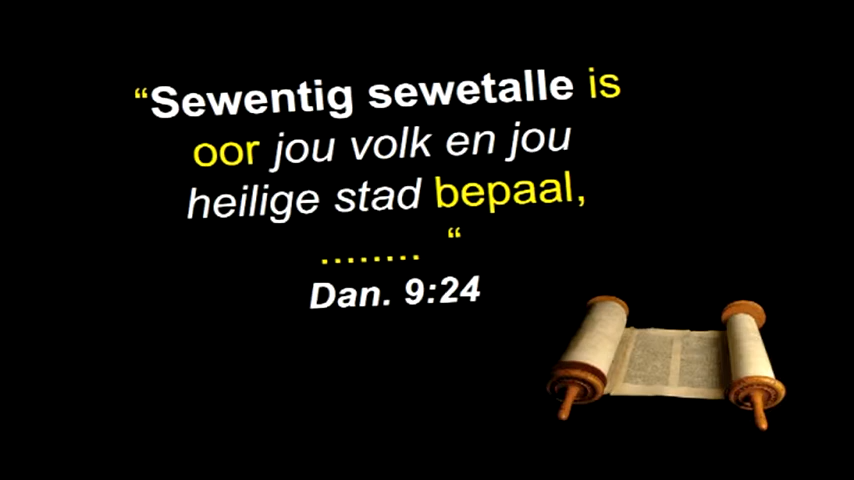 “Sewentig sewetalle is
oor jou volk en jou
heilige stad bepaal,
........ “
Dan. 9:24